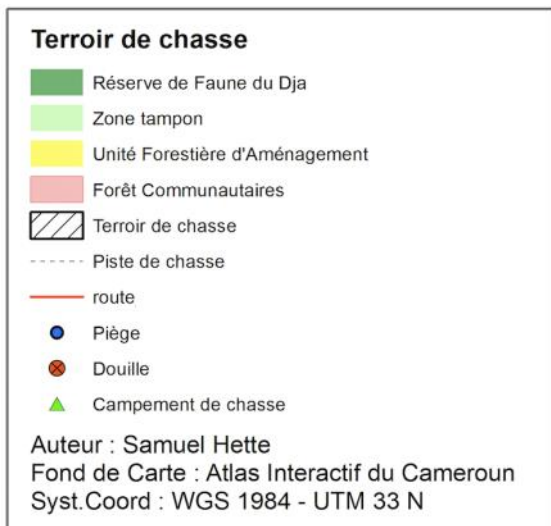 Terroir de chasse
Réserve de Faune du Dja
Zone tampon
Unité Forestière d'Aménagement
Forêt Communautaires
Terroir de chasse
Piste de chasse
route
Piège
Douille
Campement de chasse
Auteur : Samuel Hette
Fond de Carte : Atlas Interactif du Cameroun
Syst.Coord : WGS 1984 - UTM 33 N